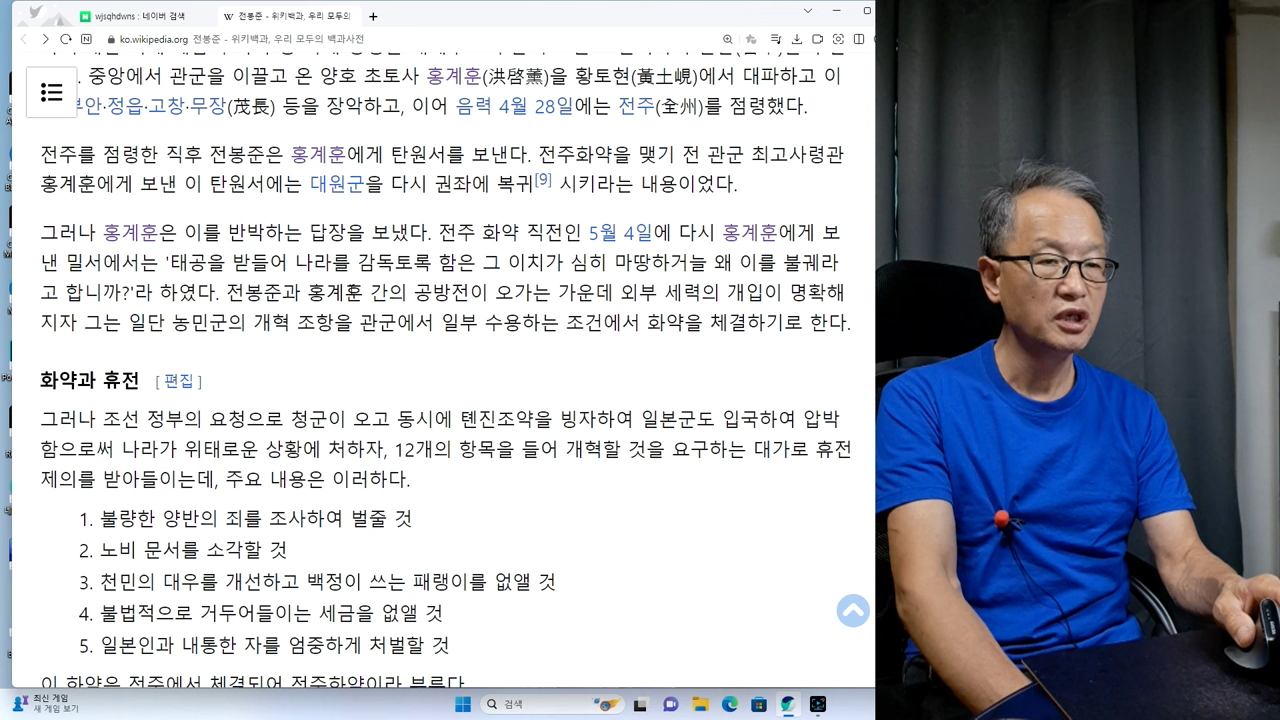 wjsqhdwns : 네이버 검색
W 전봉준 - 위키백과, 우리 모두의
ko.wikipedia.org 전봉준 - 위키백과, 우리 모두의 백과사전
중앙에서 관군을 이끌고 온 양호 초토사 홍계훈(洪啓薰)을 황토현(黃土峴)에서 대파하고 이
부안·정읍·고창·무장(茂長) 등을 장악하고, 이어 음력 4월 28일에는 전주(全州)를 점령했다.
전주를 점령한 직후 전봉준은 홍계훈에게 탄원서를 보낸다. 전주화약을 맺기 전 관군 최고사령관
홍계훈에게 보낸 이 탄원서에는 대원군을 다시 권좌에 복귀[9] 시키라는 내용이었다.
그러나 홍계훈은 이를 반박하는 답장을 보냈다. 전주 화약 직전인 5월 4일에 다시 홍계훈에게 보
낸 밀서에서는 '태공을 받들어 나라를 감독토록 함은 그 이치가 심히 마땅하거늘 왜 이를 불궤라
고 합니까?'라 하였다. 전봉준과 홍계훈 간의 공방전이 오가는 가운데 외부 세력의 개입이 명확해
지자 그는 일단 농민군의 개혁 조항을 관군에서 일부 수용하는 조건에서 화약을 체결하기로 한다.
화약과 휴전 [ 편집 ]
그러나 조선 정부의 요청으로 청군이 오고 동시에 톈진조약을 빙자하여 일본군도 입국하여 압박
함으로써 나라가 위태로운 상황에 처하자, 12개의 항목을 들어 개혁할 것을 요구하는 대가로 휴전
제의를 받아들이는데, 주요 내용은 이러하다.
1. 불량한 양반의 죄를 조사하여 벌줄 것
2. 노비 문서를 소각할 것
3. 천민의 대우를 개선하고 백정이 쓰는 패랭이를 없앨 것
4. 불법적으로 거두어들이는 세금을 없앨 것
5. 일본인과 내통한 자를 엄중하게 처벌할 것
이 화약은 전주에서 체결되어 전주화약이라 부른다
최신 게임
새 게임 보기
검색